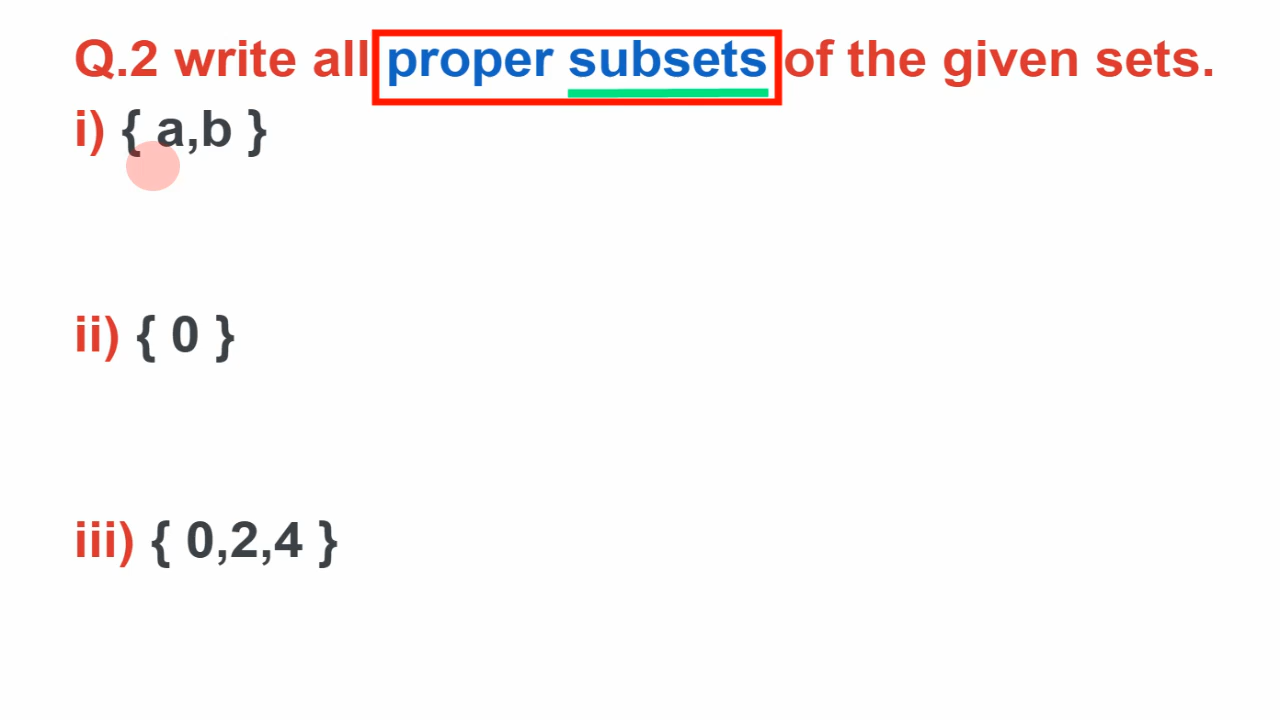 Q.2 write all proper subsets of the given sets.
i) { a,b }
ii) { 0 }
iii) { 0,2,4 }